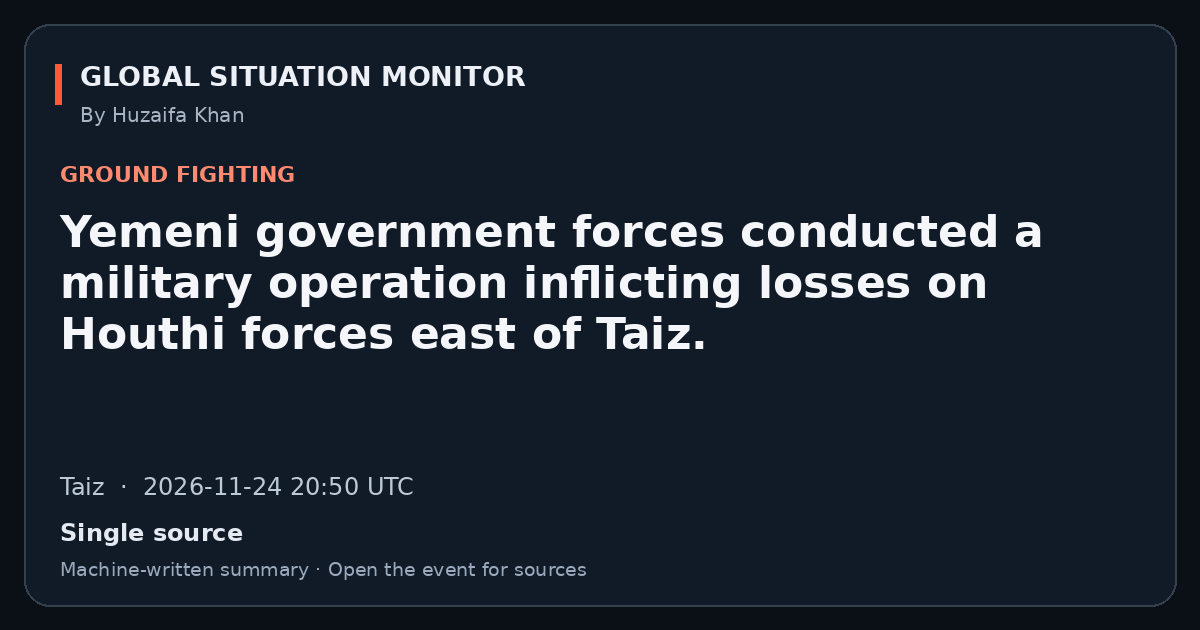 GLOBAL SITUATION MONITOR
By Huzaifa Khan
GROUND FIGHTING
Yemeni government forces conducted a
military operation inflicting losses on
Houthi forces east of Taiz.
Taiz · 2026-11-24 20:50 UTC
Single source
Machine-written summary · Open the event for sources